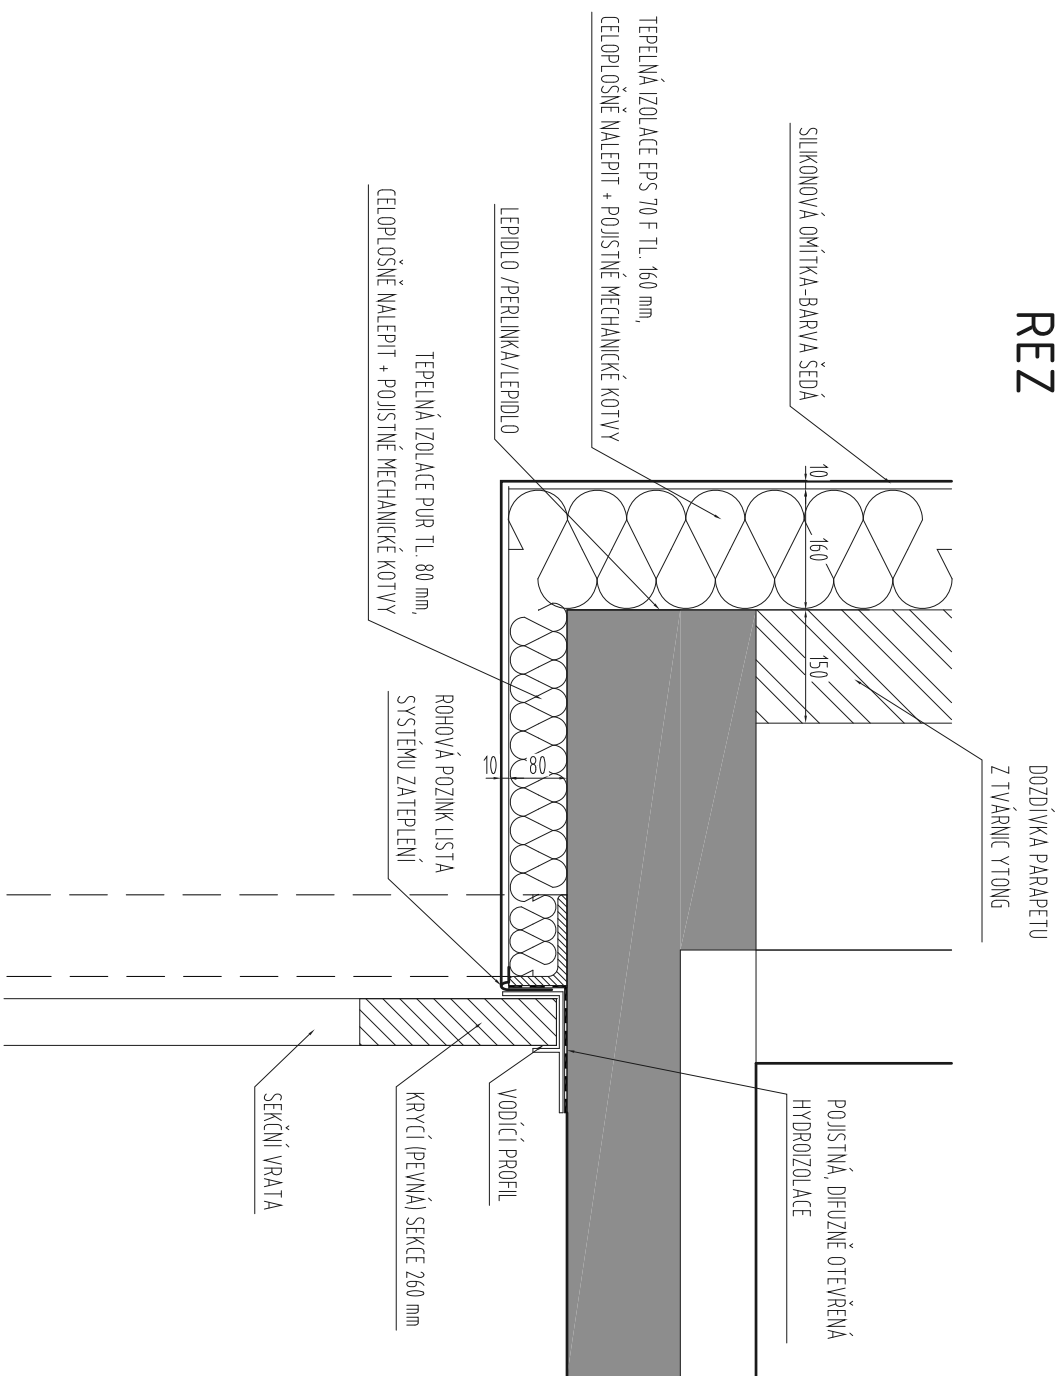 REZ
DOZDÍVKA PARAPETU
Z TVÁRNIC YTONG
SILIKONOVÁ OMÍTKA-BARVA ŠEDÁ
10
160
150
POJISTNÁ, DIFUZNĚ OTEVŘENÁ
HYDROIZOLACE
TEPELNÁ IZOLACE EPS 70 F TL. 160 mm,
CELOPLOŠNĚ NALEPIT + POJISTNÉ MECHANICKÉ KOTVY
LEPIDLO /PERLINKA/LEPIDLO
80
10
VODÍCÍ PROFIL
TEPELNÁ IZOLACE PUR TL. 80 mm,
CELOPLOŠNĚ NALEPIT + POJISTNÉ MECHANICKÉ KOTVY
ROHOVÁ POZINK LISTA
SYSTÉMU ZATEPLENÍ
KRYCÍ (PEVNÁ) SEKCE 260 mm
SEKČNÍ VRATA